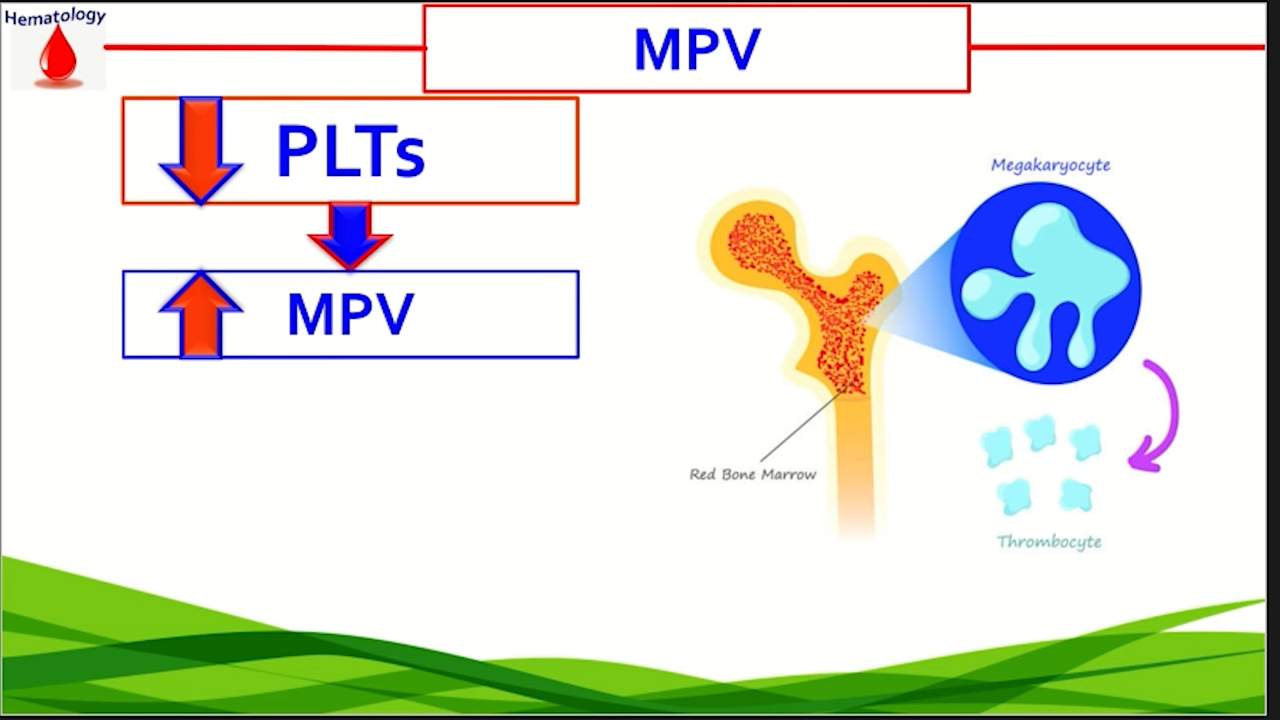 Hematology
MPV
PLTs
MPV
Megakaryocyte
Red Bone Marrow
Thrombocyte